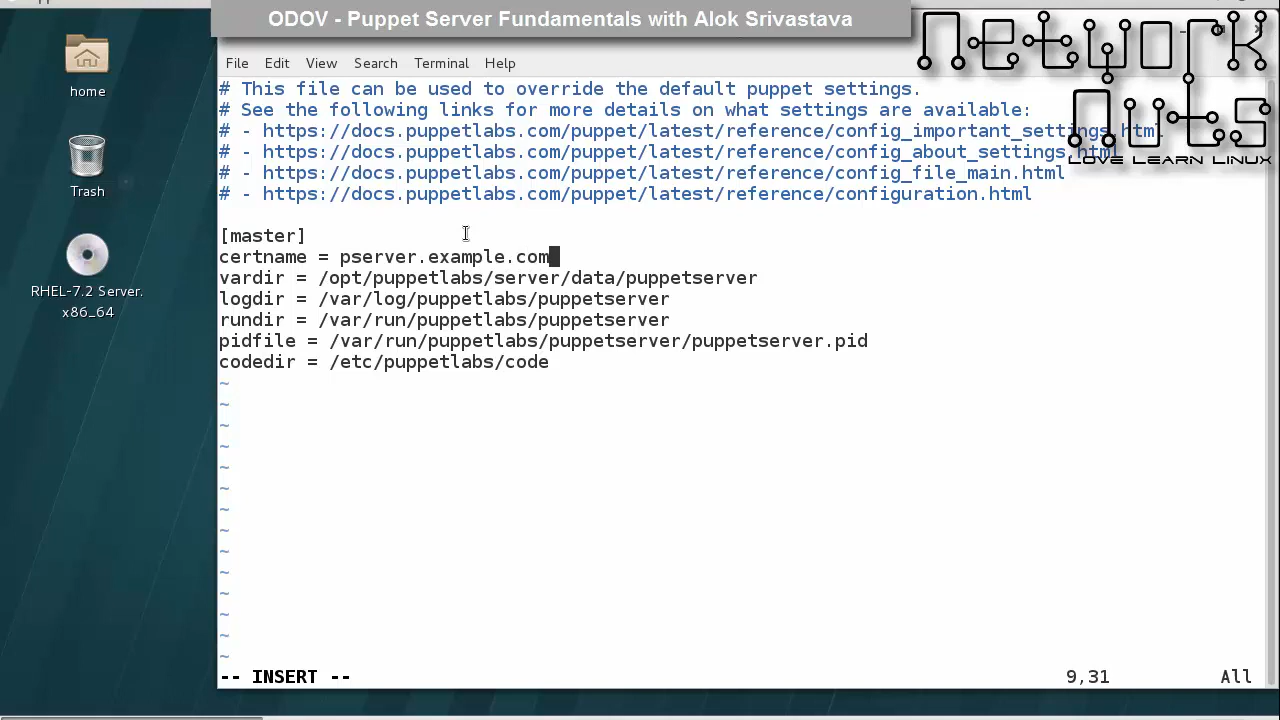 ODOV - Puppet Server Fundamentals with Alok Srivastava
Network
nuts
LOVE LEARN LINUX
File Edit View Search Terminal Help
home
Trash
RHEL-7.2 Server.
x86_64
# This file can be used to override the default puppet settings.
# See the following links for more details on what settings are available:
# - https://docs.puppetlabs.com/puppet/latest/reference/config_important_settings.html
# - https://docs.puppetlabs.com/puppet/latest/reference/config_about_settings.html
# - https://docs.puppetlabs.com/puppet/latest/reference/config_file_main.html
# - https://docs.puppetlabs.com/puppet/latest/reference/configuration.html
[master]
certname = pserver.example.com
vardir = /opt/puppetlabs/server/data/puppetserver
logdir = /var/log/puppetlabs/puppetserver
rundir = /var/run/puppetlabs/puppetserver
pidfile = /var/run/puppetlabs/puppetserver/puppetserver.pid
codedir = /etc/puppetlabs/code
~
~
~
~
~
~
~
~
~
~
~
~
~
~
-- INSERT -- 9,31 All